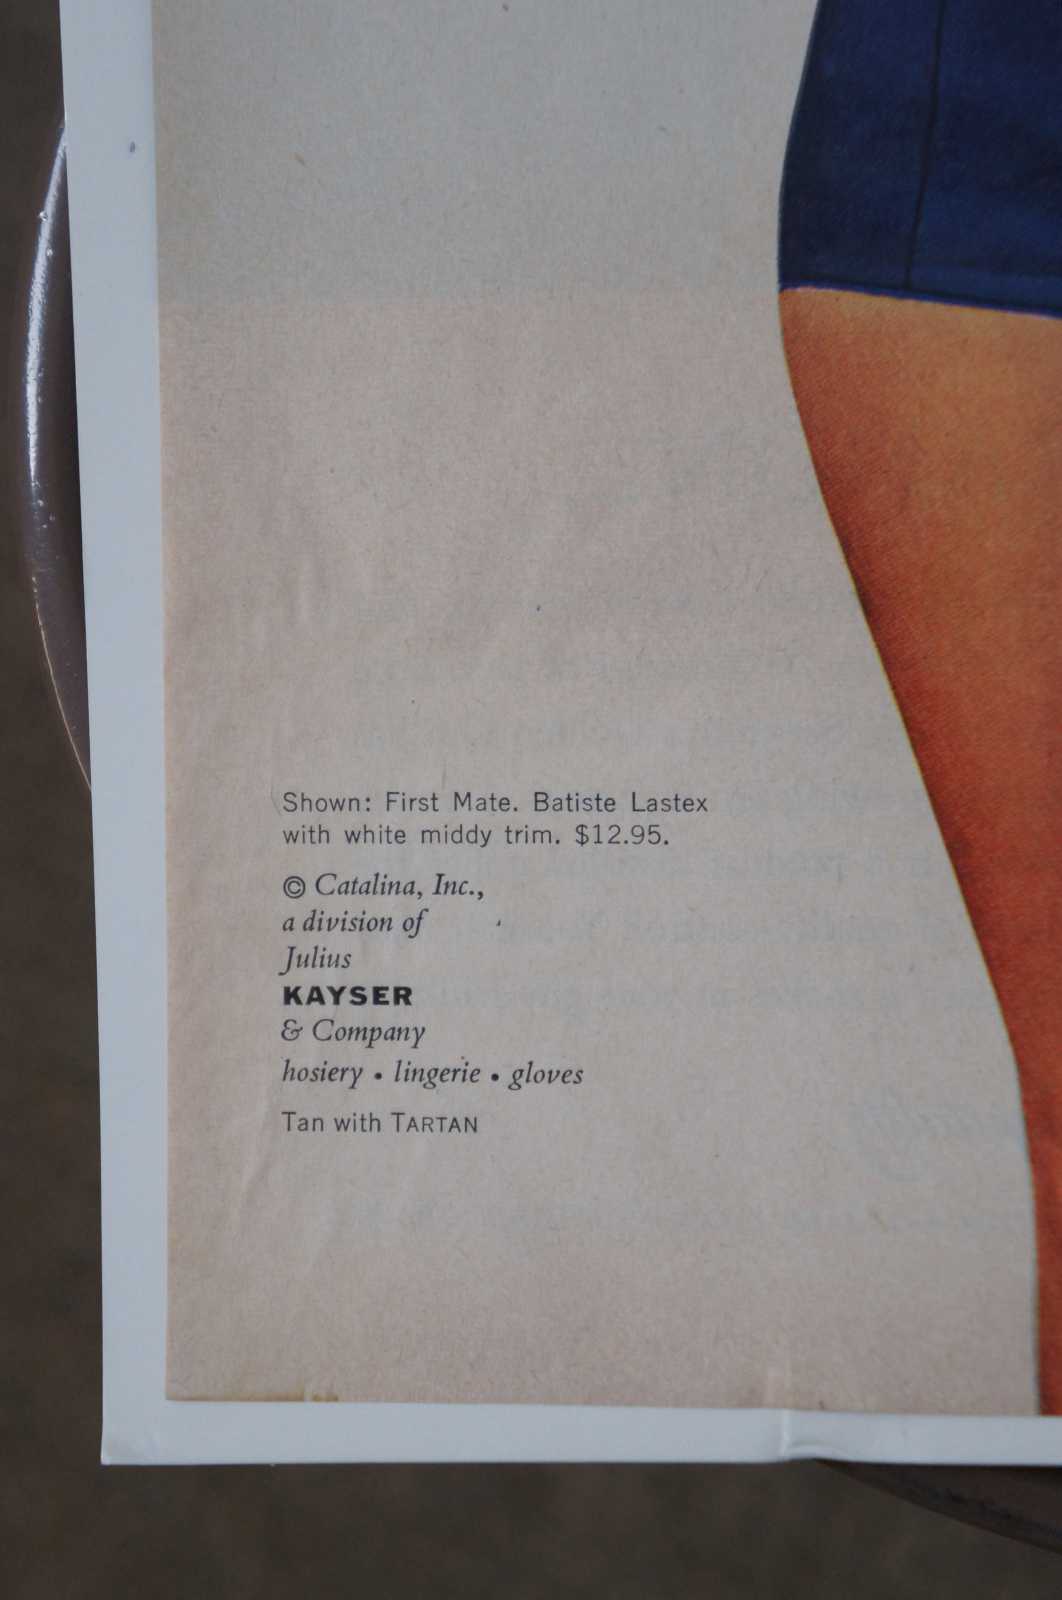 Shown: First Mate. Batiste Lastex
with white middy trim. $12.95.
© Catalina, Inc.,
a division of
Julius
KAYSER
& Company
hosiery • lingerie • gloves
Tan with TARTAN